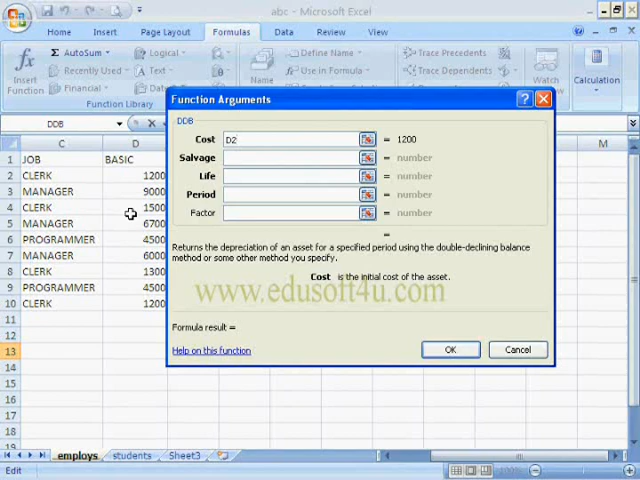 abc - Microsoft Excel
Home Insert Page Layout Formulas Data Review View
Insert Function
AutoSum
Recently Used
Logical
Text
Function Library
Name
Define Name
Use in Formula
Trace Precedents
Trace Dependents
Watch
Calculation
DDB
Function Arguments
DDB
Cost D2 = 1200
Salvage = number
Life = number
Period = number
Factor = number
=
Returns the depreciation of an asset for a specified period using the double-declining balance
method or some other method you specify.
Cost is the initial cost of the asset.
www.edusoft4u.com
Formula result =
Help on this function
OK Cancel
C D M
1 JOB BASIC
2 CLERK 1200
3 MANAGER 9000
4 CLERK 1500
5 MANAGER 6700
6 PROGRAMMER 4500
7 MANAGER 6000
8 CLERK 1300
9 PROGRAMMER 4500
10 CLERK 1200
11
12
13
14
15
16
17
18
19
employs students Sheet3
Edit 100%